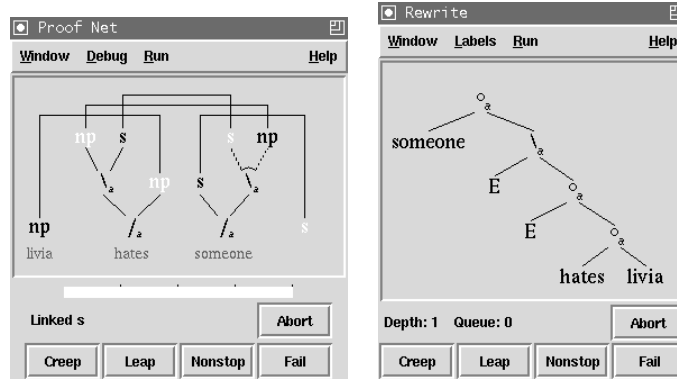 Proof Net
Window Debug Run Help
np s s np
np s
np s
\a \a
/a /a
livia hates someone
Linked s
Abort
Creep Leap Nonstop Fail
Rewrite
Window Labels Run Help
a
someone \a
E a
E a
hates livia
Depth: 1 Queue: 0 Abort
Creep Leap Nonstop Fail